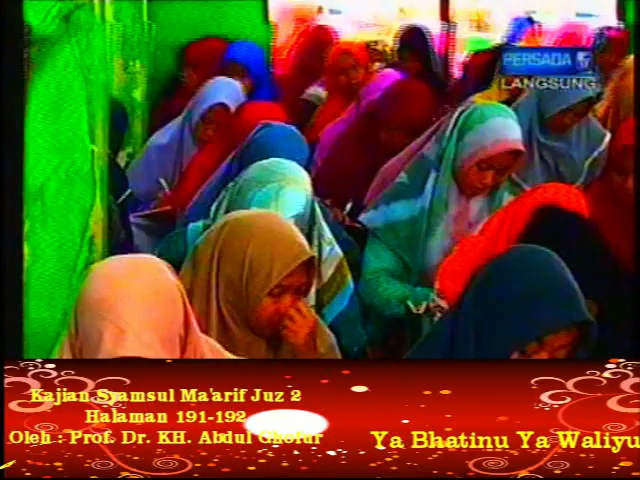 PERSADA
LANGSUNG
Kajian Syamsul Ma'arif Juz 2
Halaman 191-192
Oleh : Prof. Dr. KH. Abdul Ghofur
Ya Bhatinu Ya Waliyu